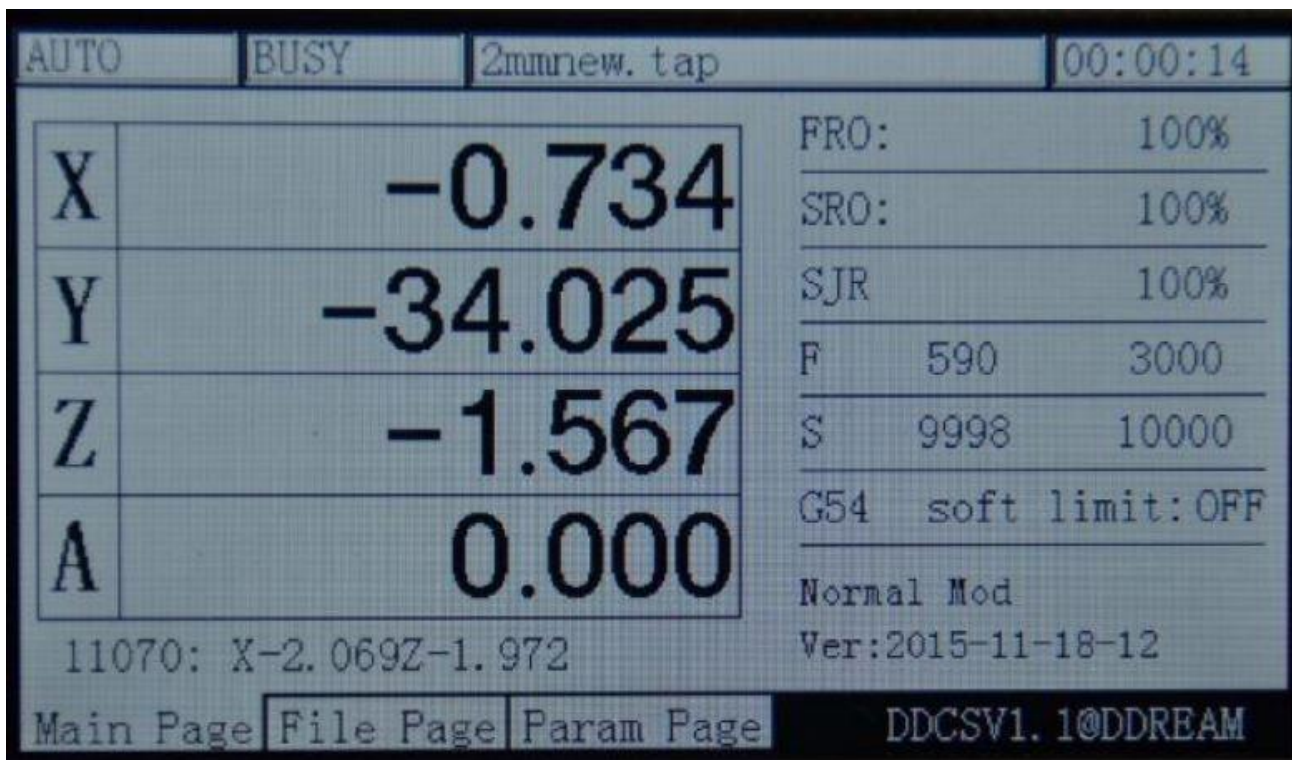 AUTO BUSY 2mmnew.tap 00:00:14
X -0.734
Y -34.025
Z -1.567
A 0.000
11070: X-2.069Z-1.972
FRO: 100%
SRO: 100%
SJR 100%
F 590 3000
S 9998 10000
G54 soft limit:OFF
Normal Mod
Ver:2015-11-18-12
Main Page File Page Param Page DDCSV1.1@DDREAM